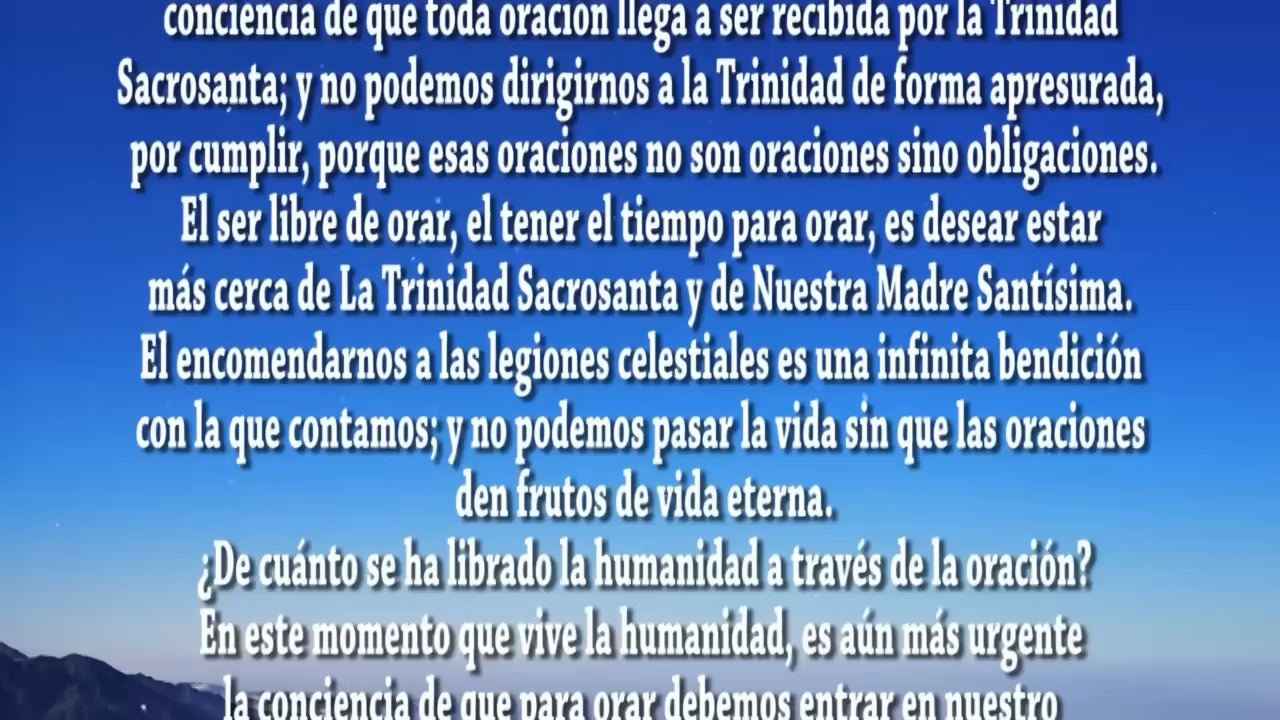 conciencia de que toda oración llega a ser recibida por la Trinidad
Sacrosanta; y no podemos dirigirnos a la Trinidad de forma apresurada,
por cumplir, porque esas oraciones no son oraciones sino obligaciones.
El ser libre de orar, el tener el tiempo para orar, es desear estar
más cerca de La Trinidad Sacrosanta y de Nuestra Madre Santísima.
El encomendarnos a las legiones celestiales es una infinita bendición
con la que contamos; y no podemos pasar la vida sin que las oraciones
den frutos de vida eterna.
¿De cuánto se ha librado la humanidad a través de la oración?
En este momento que vive la humanidad, es aún más urgente
la conciencia de que para orar debemos entrar en nuestro